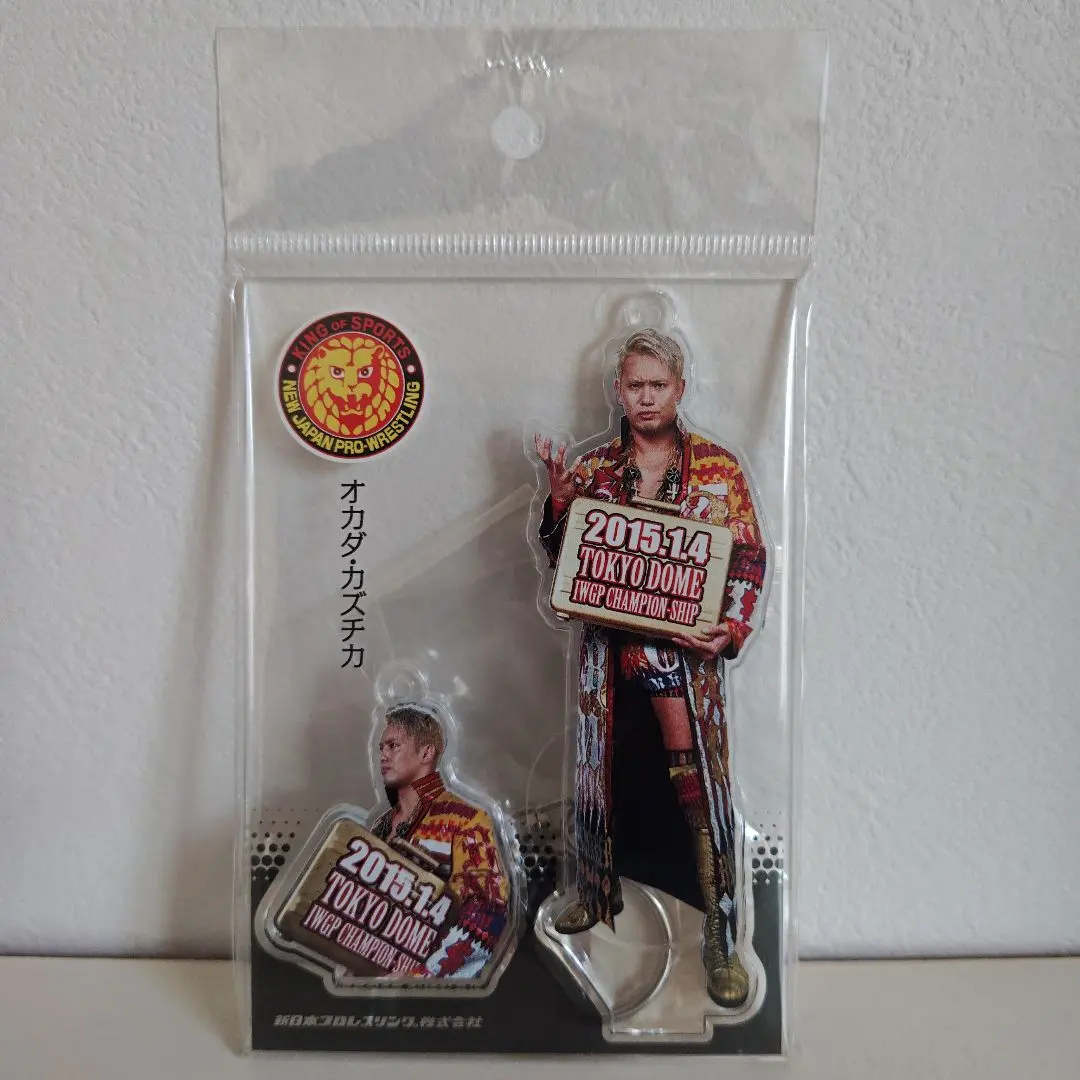 KING OF SPORTS
NEW JAPAN PRO-WRESTLING
オカダ・カズチカ
2015.1.4
TOKYO DOME
IWGP CHAMPION-SHIP
2015.1.4
TOKYO DOME
IWGP CHAMPION-SHIP
新日本プロレスリング株式会社